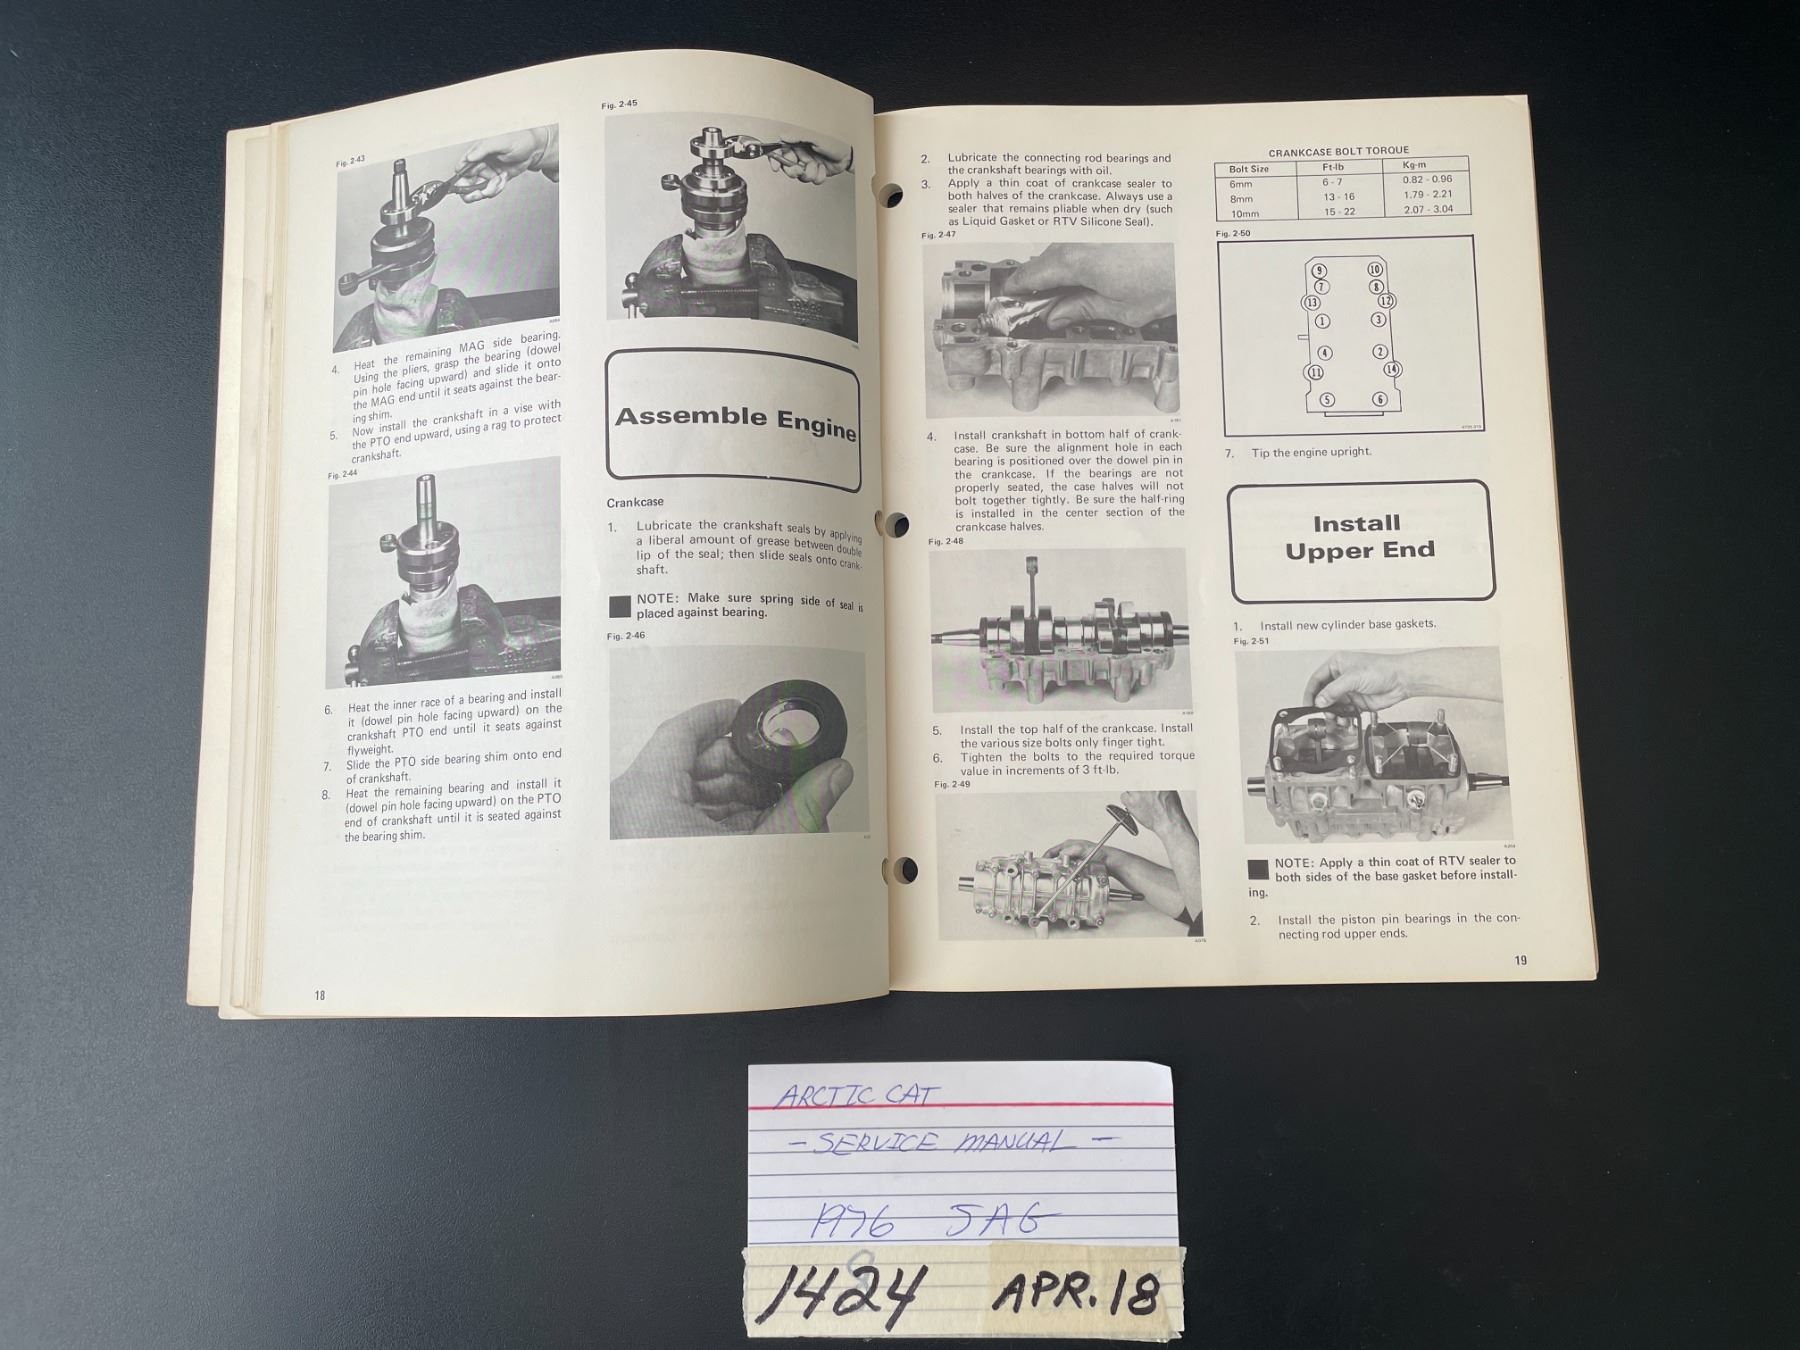 Fig. 2-43
4. Heat the remaining MAG side bearing.
Using the pliers, grasp the bearing (dowel
pin hole facing upward) and slide it onto
the MAG end until it seats against the bear-
ing shim.
5. Now install the crankshaft in a vise with
the PTO end upward, using a rag to protect
crankshaft.
Fig. 2-44
6. Heat the inner race of a bearing and install
it (dowel pin hole facing upward) on the
crankshaft PTO end until it seats against
flyweight.
7. Slide the PTO side bearing shim onto end
of crankshaft.
8. Heat the remaining bearing and install it
(dowel pin hole facing upward) on the PTO
end of crankshaft until it is seated against
the bearing shim.
18
Fig. 2-45
Assemble Engine
Crankcase
1. Lubricate the crankshaft seals by applying
a liberal amount of grease between double
lip of the seal; then slide seals onto crank-
shaft.
NOTE: Make sure spring side of seal is
placed against bearing.
Fig. 2-46
2. Lubricate the connecting rod bearings and
the crankshaft bearings with oil.
3. Apply a thin coat of crankcase sealer to
both halves of the crankcase. Always use a
sealer that remains pliable when dry (such
as Liquid Gasket or RTV Silicone Seal).
Fig. 2-47
4. Install crankshaft in bottom half of crank-
case. Be sure the alignment hole in each
bearing is positioned over the dowel pin in
the crankcase. If the bearings are not
properly seated, the case halves will not
bolt together tightly. Be sure the half-ring
is installed in the center section of the
crankcase halves.
Fig. 2-48
5. Install the top half of the crankcase. Install
the various size bolts only finger tight.
6. Tighten the bolts to the required torque
value in increments of 3 ft-lb.
Fig. 2-49
CRANKCASE BOLT TORQUE
Bolt Size Ft-lb Kg-m
6mm 6 - 7 0.82 - 0.96
8mm 13 - 16 1.79 - 2.21
10mm 15 - 22 2.07 - 3.04
Fig. 2-50
9 10
7 8
13 12
1 3
4 2
11 14
5 6
7. Tip the engine upright.
Install
Upper End
1. Install new cylinder base gaskets.
Fig. 2-51
NOTE: Apply a thin coat of RTV sealer to
both sides of the base gasket before install-
ing.
2. Install the piston pin bearings in the con-
necting rod upper ends.
19
ARCTIC CAT
- SERVICE MANUAL -
1976 JAG
1424 APR. 18